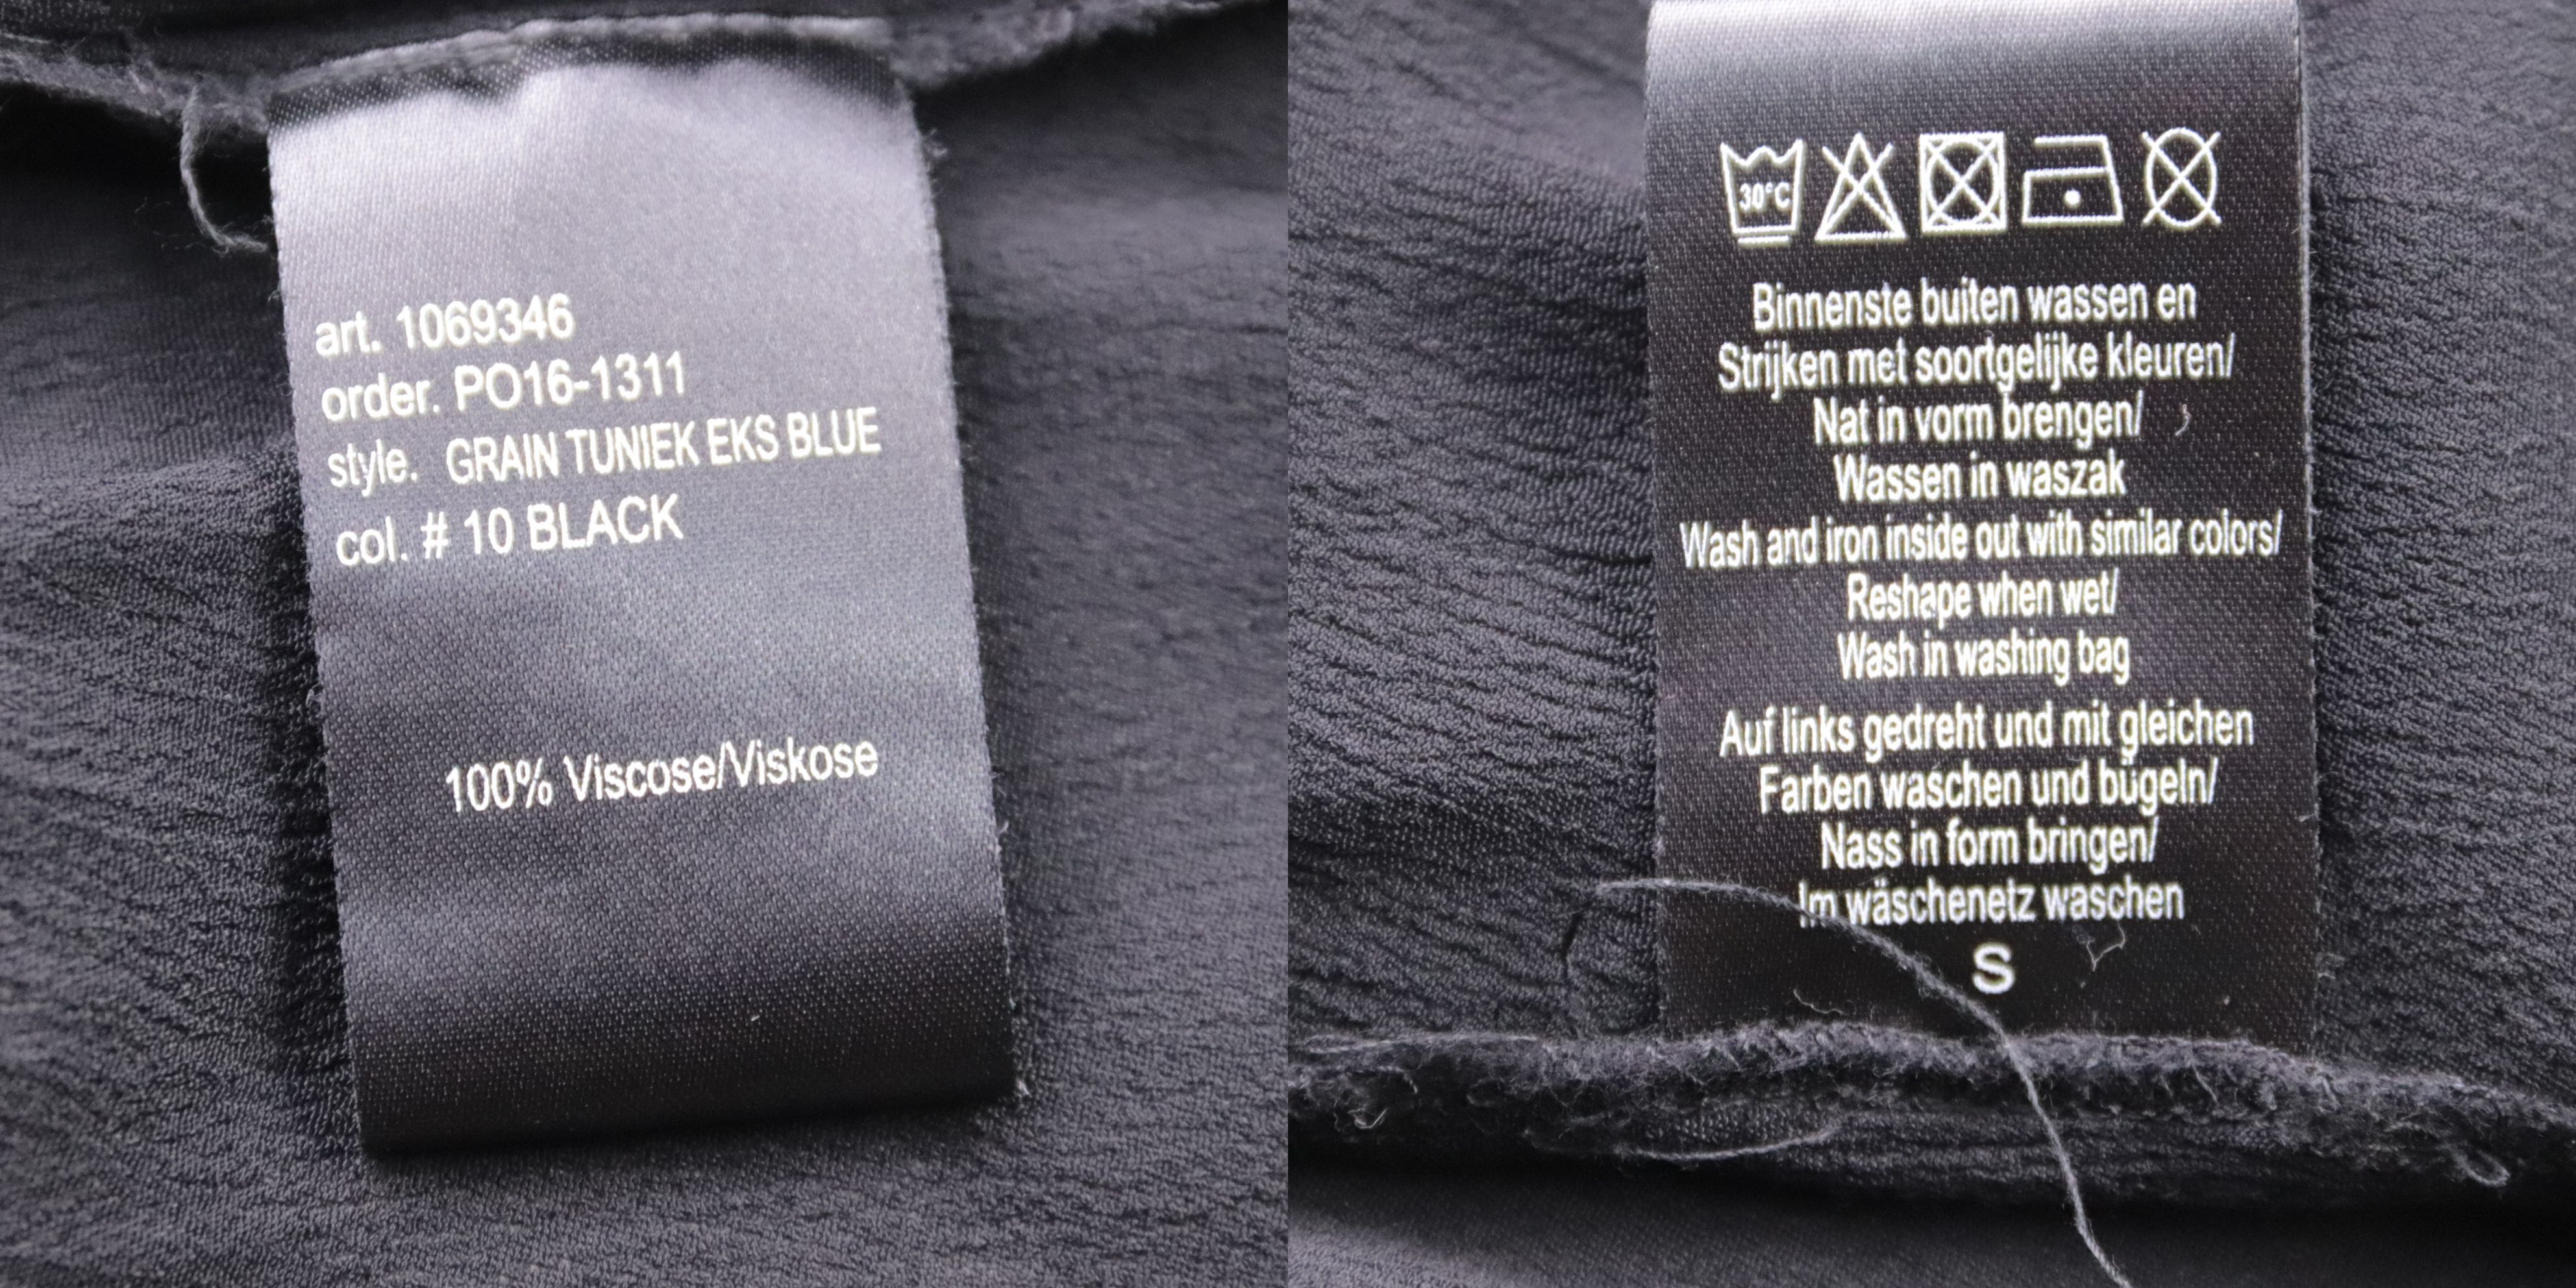 art. 1069346
order. PO16-1311
style. GRAIN TUNIEK EKS BLUE
col. # 10 BLACK
100% Viscose/Viskose
30°C
Binnenste buiten wassen en
Strijken met soortgelijke kleuren/
Nat in vorm brengen/
Wassen in waszak
Wash and iron inside out with similar colors/
Reshape when wet/
Wash in washing bag
Auf links gedreht und mit gleichen
Farben waschen und bügeln/
Nass in form bringen/
Im wäschenetz waschen
S